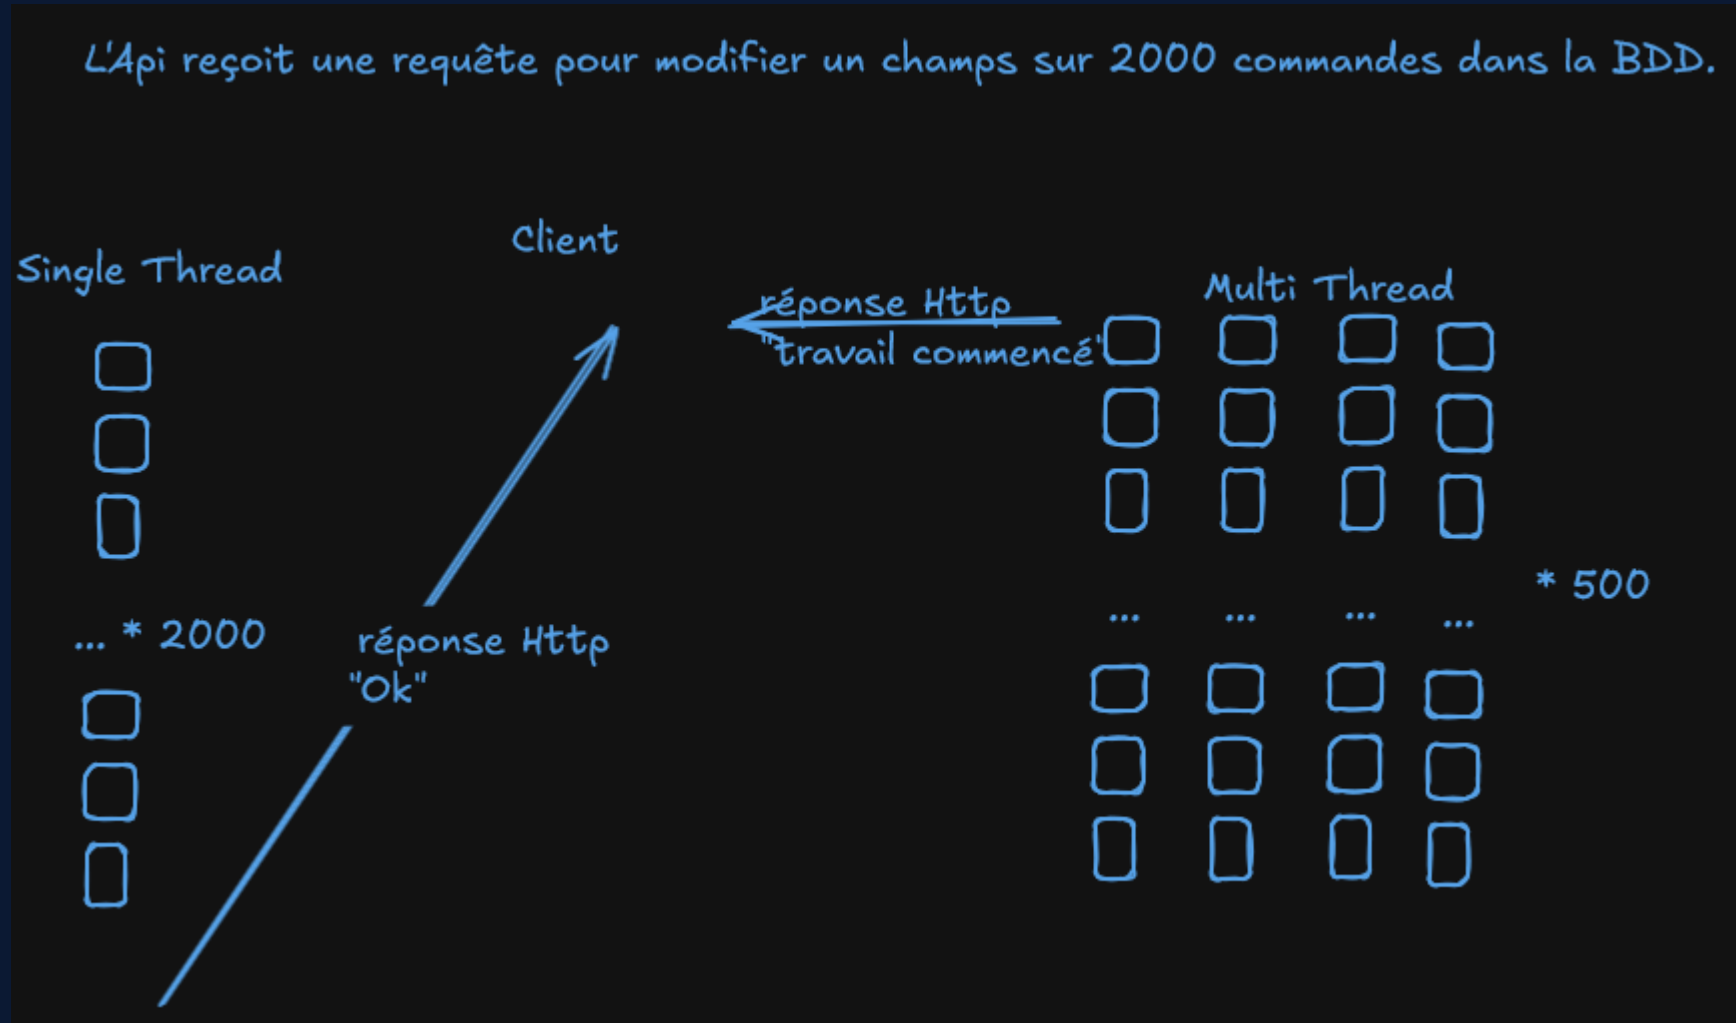 L'Api reçoit une requête pour modifier un champs sur 2000 commandes dans la BDD.
Client
Single Thread
Multi Thread
réponse Http
"travail commencé"
* 500
... * 2000
... ... ... ...
réponse Http
"Ok"